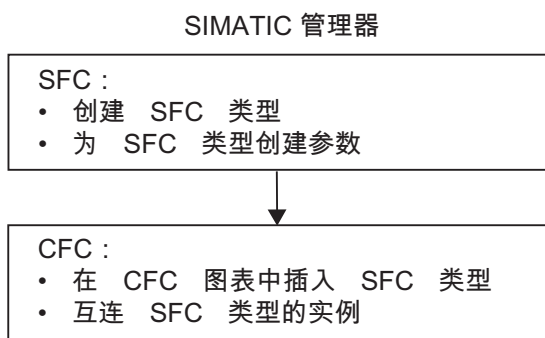 SIMATIC 管理器
SFC：
• 创建 SFC 类型
• 为 SFC 类型创建参数
CFC：
• 在 CFC 图表中插入 SFC 类型
• 互连 SFC 类型的实例